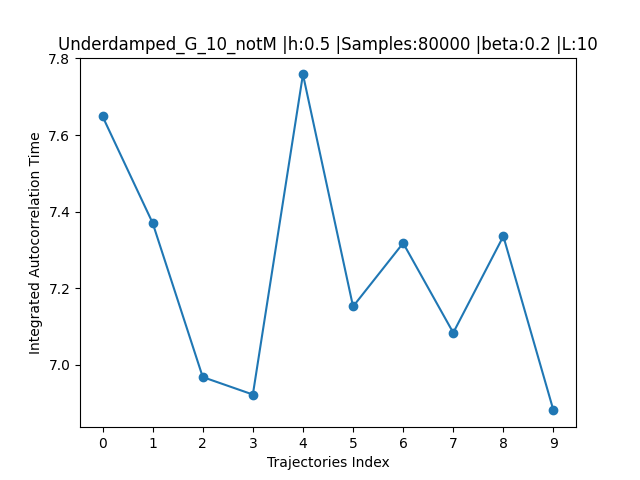 Underdamped_G_10_notM |h:0.5 |Samples:80000 |beta:0.2 |L:10
7.8
7.6
7.4
7.2
7.0
Integrated Autocorrelation Time
0 1 2 3 4 5 6 7 8 9
Trajectories Index